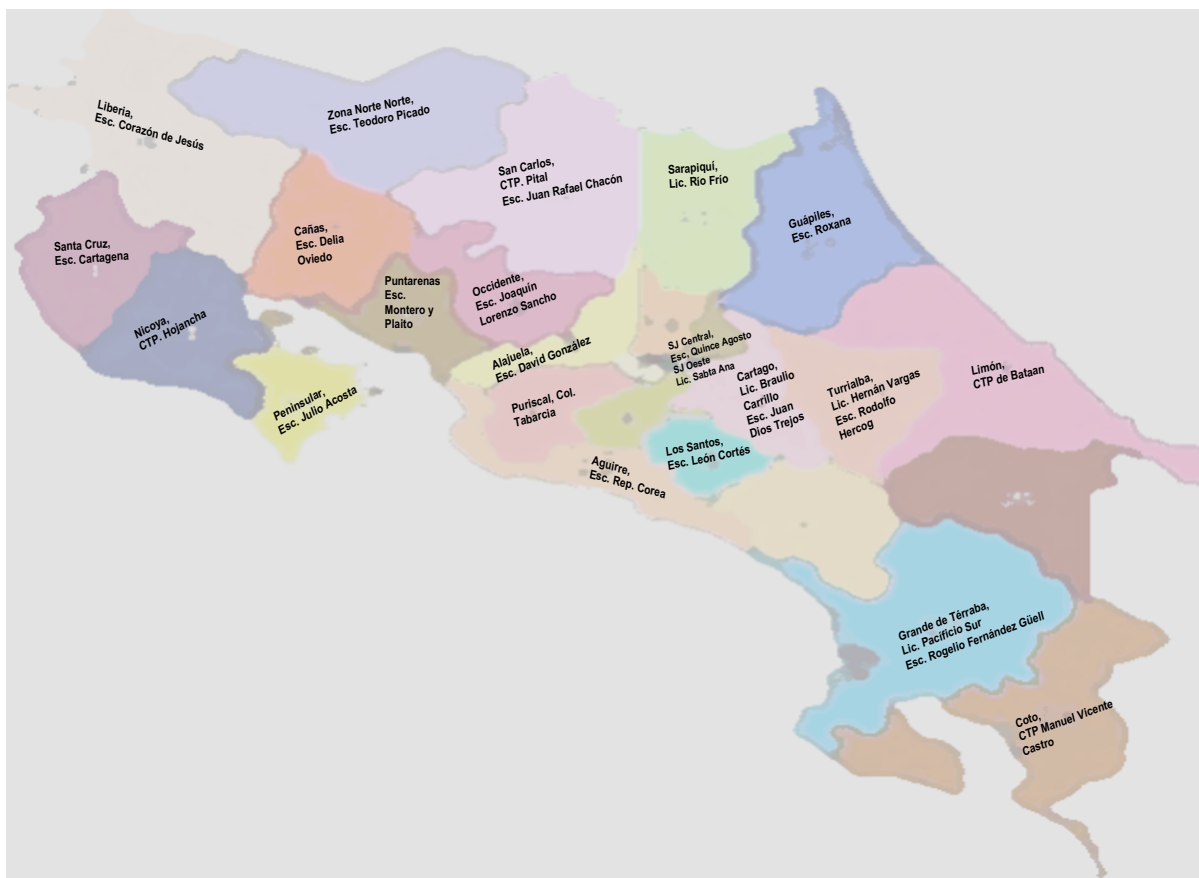 Liberia,
Esc. Corazón de Jesús
Zona Norte Norte,
Esc. Teodoro Picado
San Carlos,
CTP. Pital
Esc. Juan Rafael Chacón
Sarapiquí,
Lic. Río Frío
Guápiles,
Esc. Roxana
Santa Cruz,
Esc. Cartagena
Cañas,
Esc. Delia
Oviedo
Nicoya,
CTP. Hojancha
Puntarenas
Esc.
Montero y
Plaito
Occidente,
Esc. Joaquín
Lorenzo Sancho
Alajuela,
Esc. David González
SJ Central,
Esc, Quince Agosto
SJ Oeste
Lic. Sabta Ana
Peninsular,
Esc. Julio Acosta
Puriscal, Col.
Tabarcia
Cartago,
Lic. Braulio
Carrillo
Esc. Juan
Dios Trejos
Turrialba,
Lic. Hernán Vargas
Esc. Rodolfo
Hercog
Limón,
CTP de Bataan
Los Santos,
Esc. León Cortés
Aguirre,
Esc. Rep. Corea
Grande de Térraba,
Lic. Pacificio Sur
Esc. Rogelio Fernández Güell
Coto,
CTP Manuel Vicente
Castro